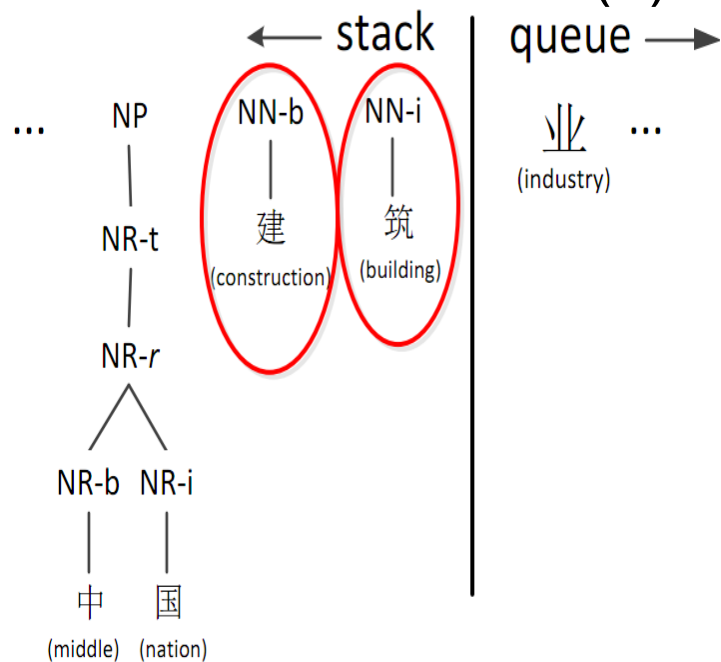 stack queue
... NP NN-b NN-i 业 ...
(industry)
NR-t 建 筑
(construction) (building)
NR-r
NR-b NR-i
中 国
(middle) (nation)